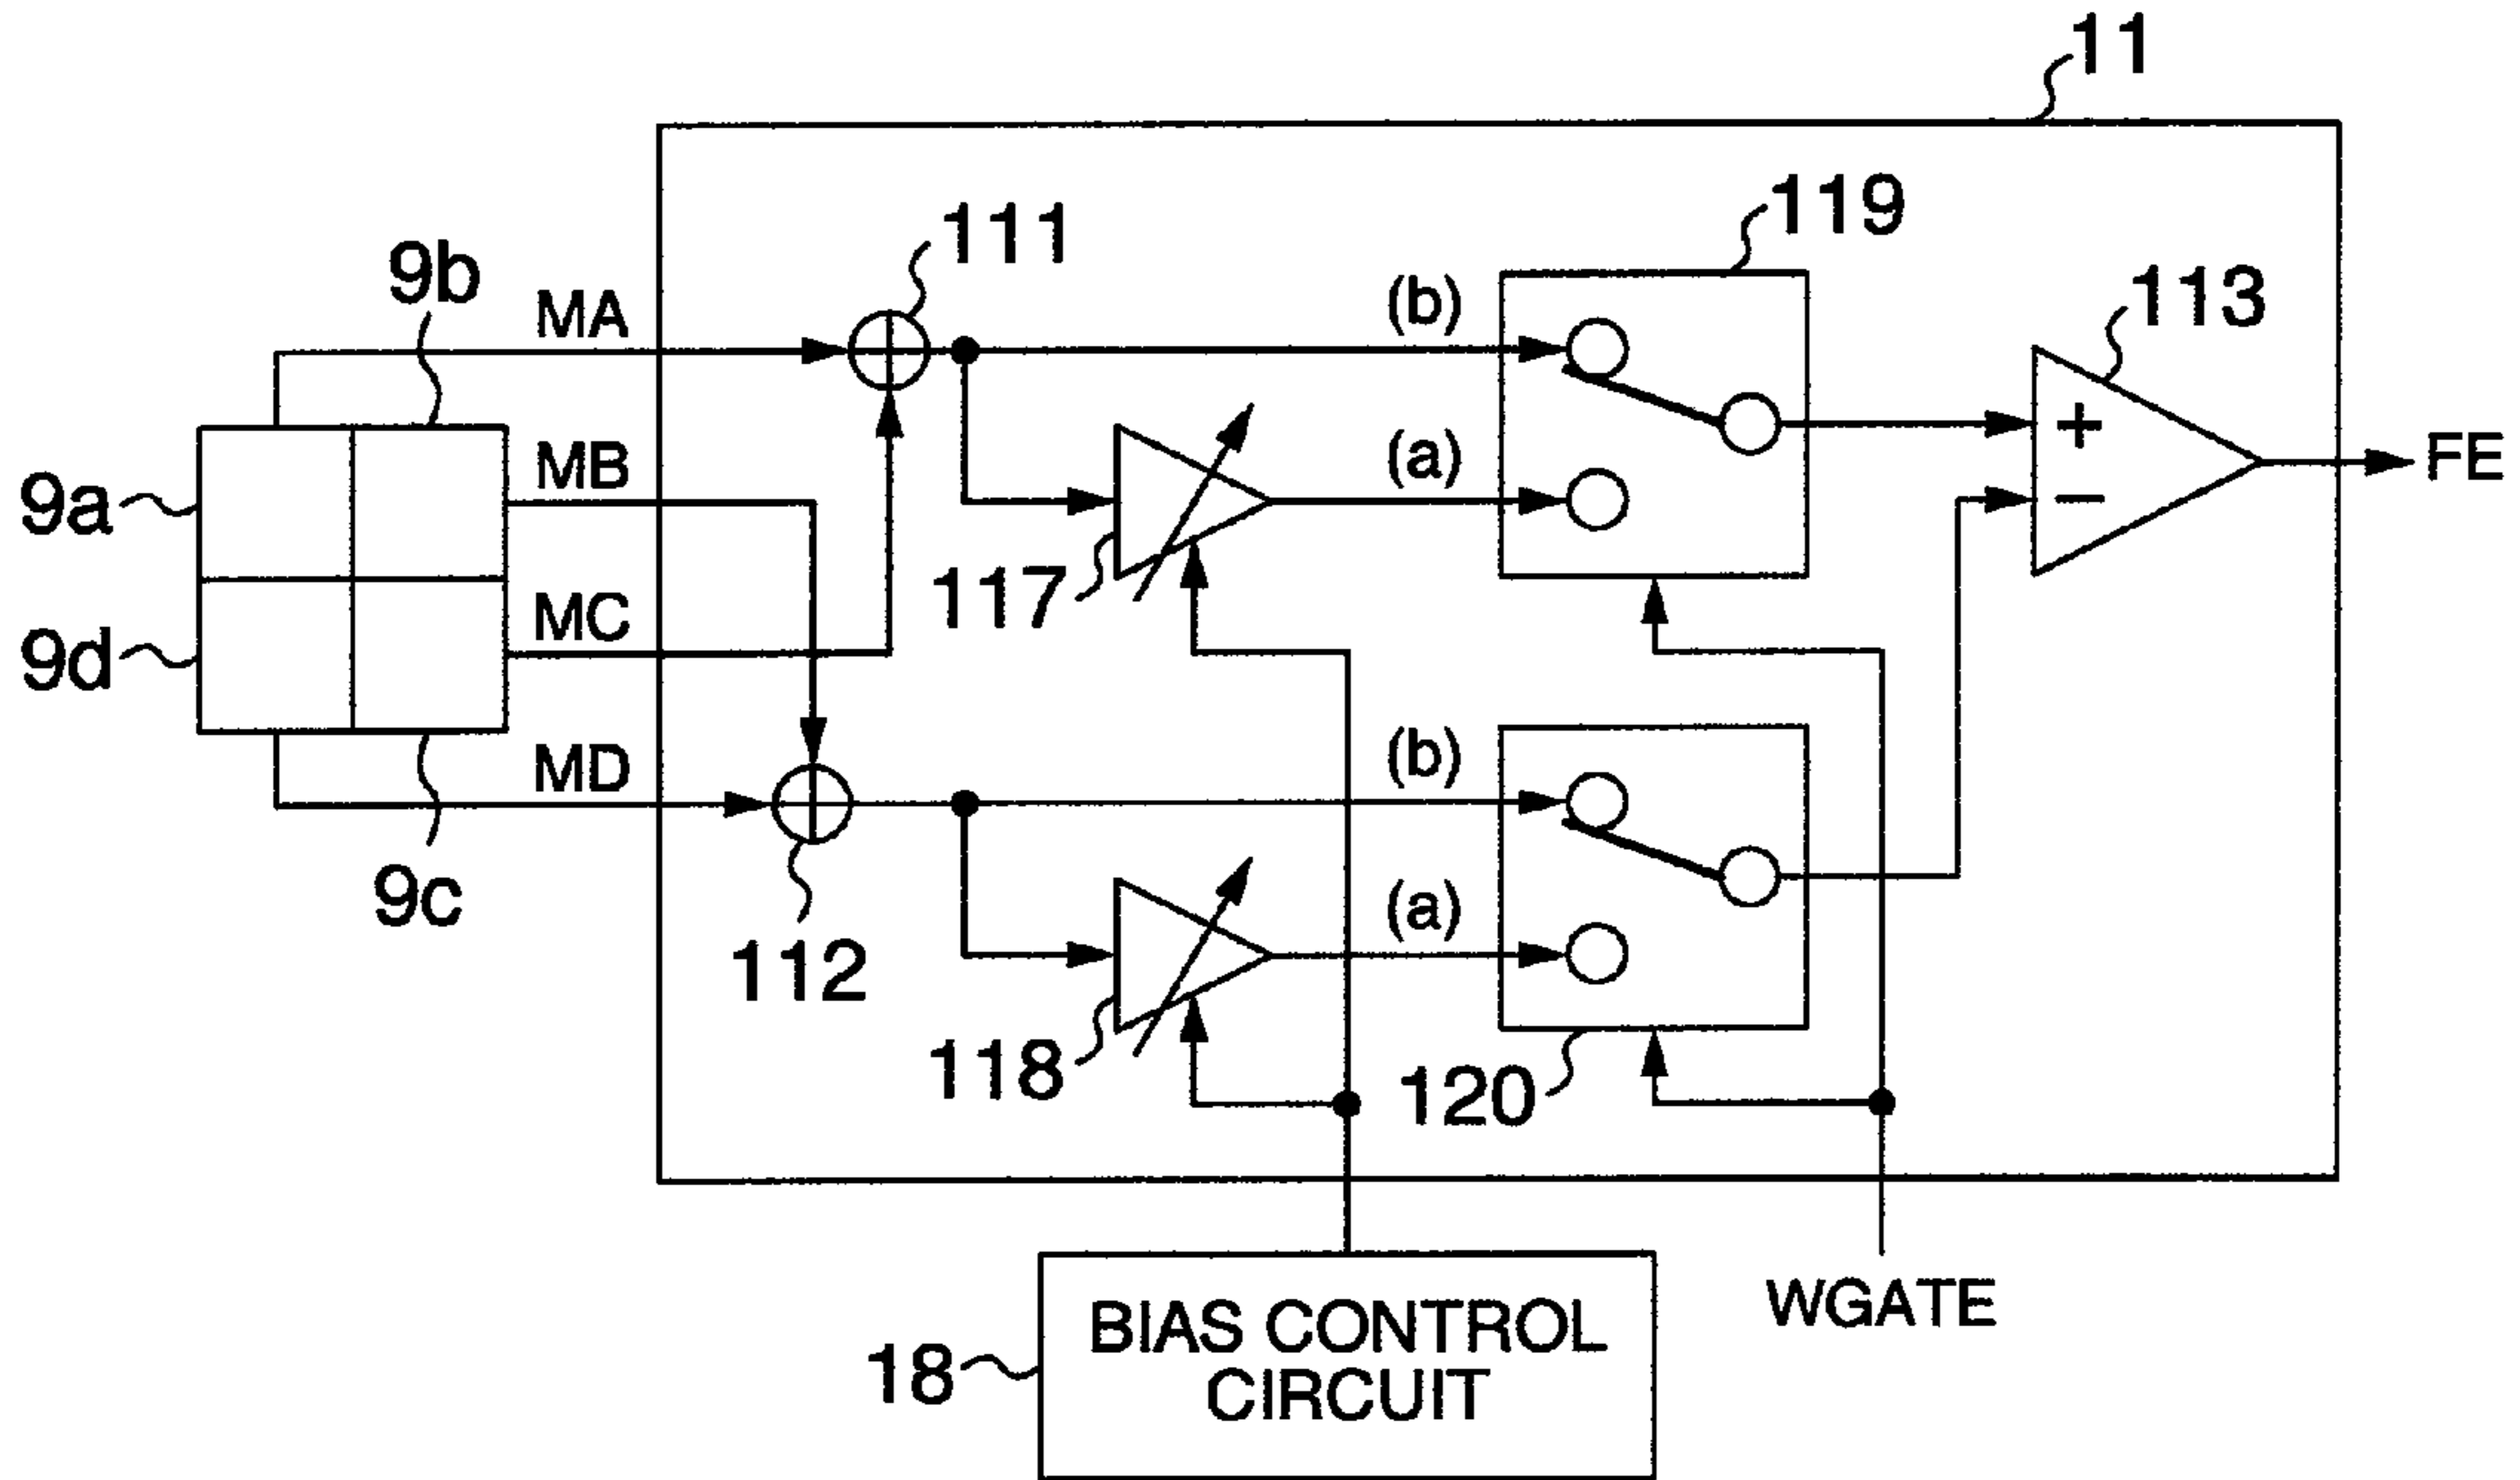 11
119
111
9b
MA
(b)
113
MB
(a)
+
FE
9a
−
117
MC
9d
MD
(b)
9c
(a)
112
118
120
BIAS CONTROL
CIRCUIT
WGATE
18